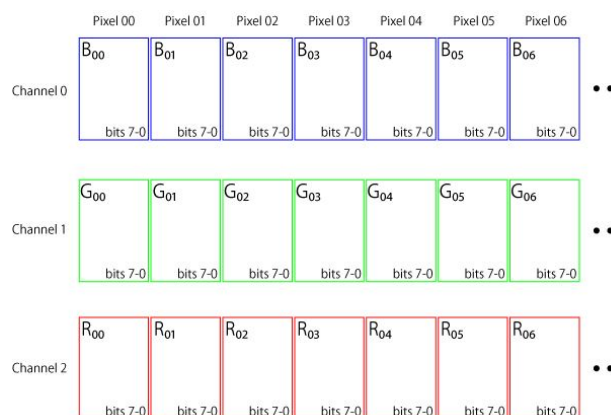 Pixel 00 Pixel 01 Pixel 02 Pixel 03 Pixel 04 Pixel 05 Pixel 06
B00 B01 B02 B03 B04 B05 B06
Channel 0
bits 7-0 bits 7-0 bits 7-0 bits 7-0 bits 7-0 bits 7-0 bits 7-0
G00 G01 G02 G03 G04 G05 G06
Channel 1
bits 7-0 bits 7-0 bits 7-0 bits 7-0 bits 7-0 bits 7-0 bits 7-0
R00 R01 R02 R03 R04 R05 R06
Channel 2
bits 7-0 bits 7-0 bits 7-0 bits 7-0 bits 7-0 bits 7-0 bits 7-0